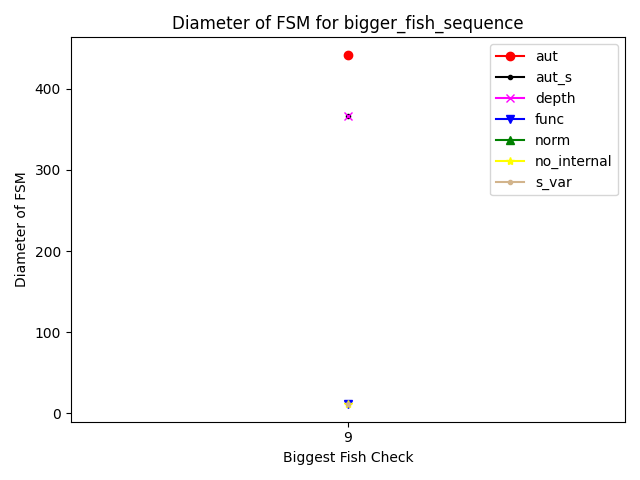 Diameter of FSM for bigger_fish_sequence
Diameter of FSM
400
300
200
100
0
9
Biggest Fish Check
aut
aut_s
depth
func
norm
no_internal
s_var